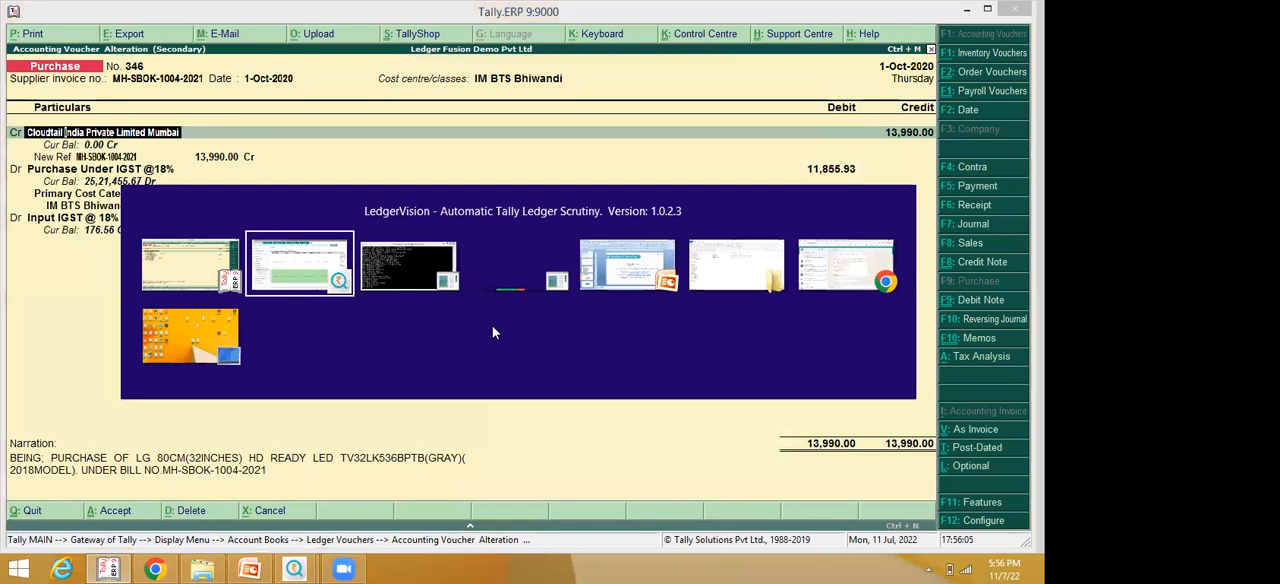 Tally.ERP 9:9000
P: Print E: Export M: E-Mail O: Upload S: TallyShop G: Language K: Keyboard K: Control Centre H: Support Centre H: Help
Accounting Voucher Alteration (Secondary) Ledger Fusion Demo Pvt Ltd Ctrl + M
Purchase No. 346 1-Oct-2020
Supplier invoice no.: MH-SBOK-1004-2021 Date : 1-Oct-2020 Cost centre/classes: IM BTS Bhiwandi Thursday
Particulars Debit Credit
Cr Cloudtail India Private Limited Mumbai 13,990.00
Cur Bal: 0.00 Cr
New Ref MH-SBOK-1004-2021 13,990.00 Cr
Dr Purchase Under IGST @18% 11,855.93
Cur Bal: 25,21,455.67 Dr
Primary Cost Cate
IM BTS Bhiwan
Dr Input IGST @ 18%
Cur Bal: 176.56
LedgerVision - Automatic Tally Ledger Scrutiny. Version: 1.0.2.3
Narration: 13,990.00 13,990.00
BEING; PURCHASE OF LG 80CM(32INCHES) HD READY LED TV32LK536BPTB(GRAY)(
2018MODEL). UNDER BILL NO.MH-SBOK-1004-2021
Q: Quit A: Accept D: Delete X: Cancel
Ctrl + N
Tally MAIN --> Gateway of Tally --> Display Menu --> Account Books --> Ledger Vouchers --> Accounting Voucher Alteration ... © Tally Solutions Pvt Ltd., 1988-2019 Mon, 11 Jul, 2022 17:56:05
F1: Accounting Vouchers
F1: Inventory Vouchers
F2: Order Vouchers
F1: Payroll Vouchers
F2: Date
F3: Company
F4: Contra
F5: Payment
F6: Receipt
F7: Journal
F8: Sales
F8: Credit Note
F9: Purchase
F9: Debit Note
F10: Reversing Journal
F10: Memos
A: Tax Analysis
I: Accounting Invoice
V: As Invoice
T: Post-Dated
L: Optional
F11: Features
F12: Configure
5:56 PM
11/7/22